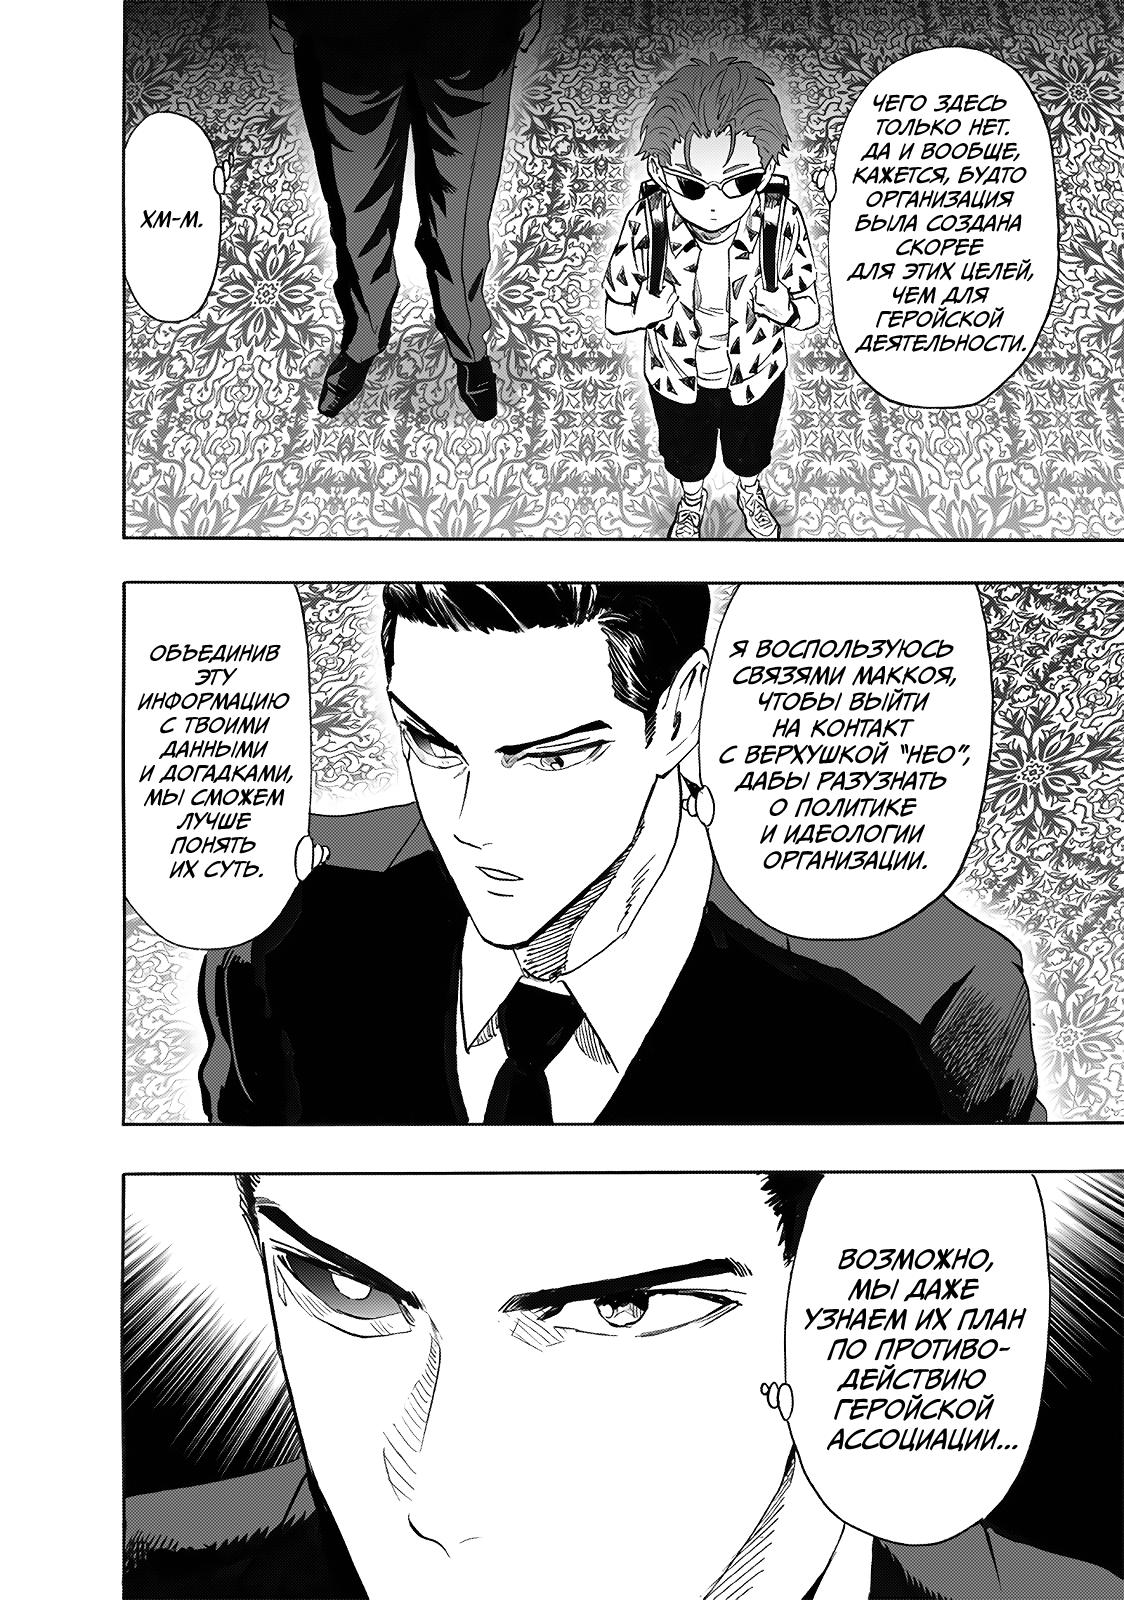 ЧЕГО ЗДЕСЬ
ТОЛЬКО НЕТ.
ДА И ВООБЩЕ,
КАЖЕТСЯ, БУДТО
ОРГАНИЗАЦИЯ
БЫЛА СОЗДАНА
СКОРЕЕ
ДЛЯ ЭТИХ ЦЕЛЕЙ,
ЧЕМ ДЛЯ
ГЕРОЙСКОЙ
ДЕЯТЕЛЬНОСТИ.
ХМ-М.
Я ВОСПОЛЬЗУЮСЬ
СВЯЗЯМИ МАККОЯ,
ЧТОБЫ ВЫЙТИ
НА КОНТАКТ
С ВЕРХУШКОЙ "НЕО",
ДАБЫ РАЗУЗНАТЬ
О ПОЛИТИКЕ
И ИДЕОЛОГИИ
ОРГАНИЗАЦИИ.
ОБЪЕДИНИВ
ЭТУ
ИНФОРМАЦИЮ
С ТВОИМИ
ДАННЫМИ
И ДОГАДКАМИ,
МЫ СМОЖЕМ
ЛУЧШЕ
ПОНЯТЬ
ИХ СУТЬ.
ВОЗМОЖНО,
МЫ ДАЖЕ
УЗНАЕМ ИХ ПЛАН
ПО ПРОТИВО-
ДЕЙСТВИЮ
ГЕРОЙСКОЙ
АССОЦИАЦИИ...